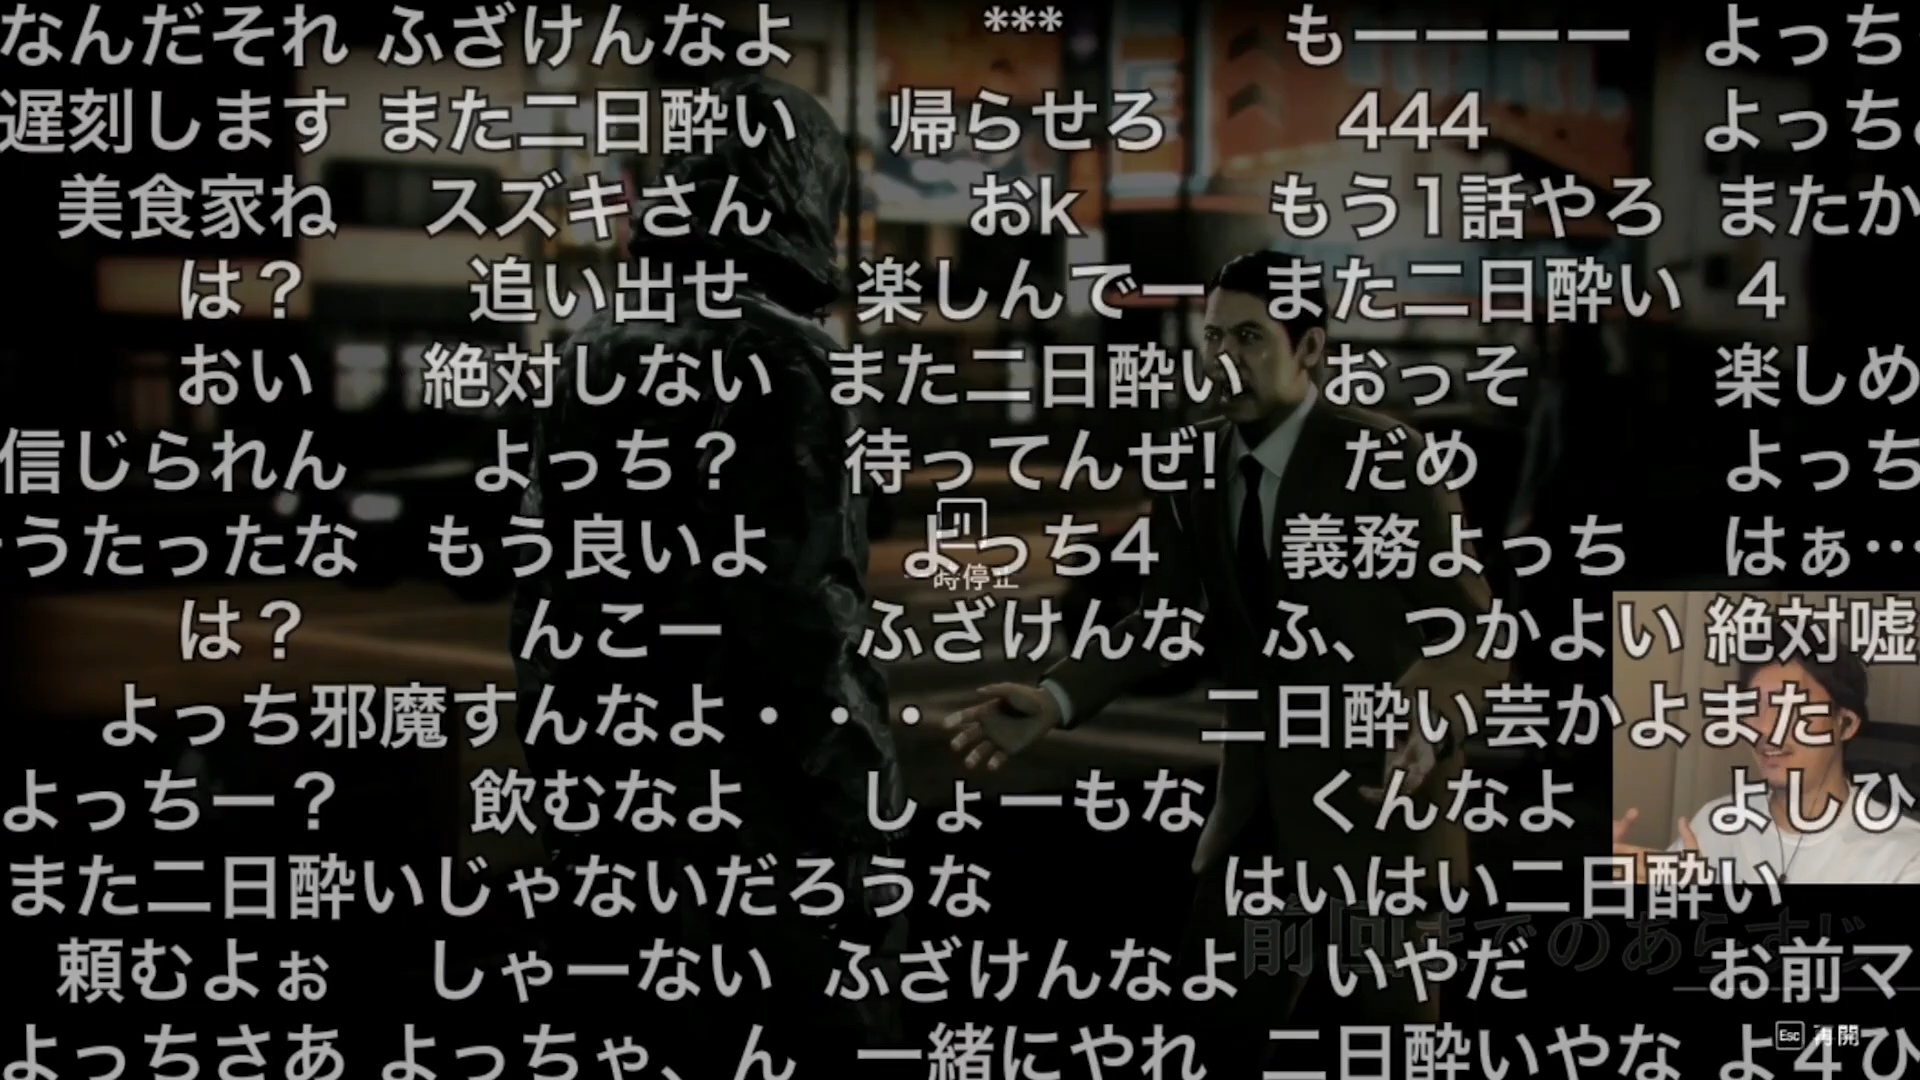 なんだそれ ふざけんなよ *** もーーーー よっち
遅刻します また二日酔い 帰らせろ 444 よっち
美食家ね スズキさん おk もう1話やろ またか
は？ 追い出せ 楽しんでー また二日酔い 4
おい 絶対しない また二日酔い おっそ 楽しめ
信じられん よっち？ 待ってんぜ! だめ よっち
うたったな もう良いよ よっち4 義務よっち はぁ…
一時停止
は？ んこー ふざけんな ふ、つかよい 絶対嘘
よっち邪魔すんなよ・・・ 二日酔い芸かよまた
よっちー？ 飲むなよ しょーもな くんなよ よしひ
また二日酔いじゃないだろうな はいはい二日酔い
前回までのあらすじ
頼むよぉ しゃーない ふざけんなよ いやだ お前マ
よっちさあ よっちゃ、ん 一緒にやれ 二日酔いやな よ4ひ
Esc 再開